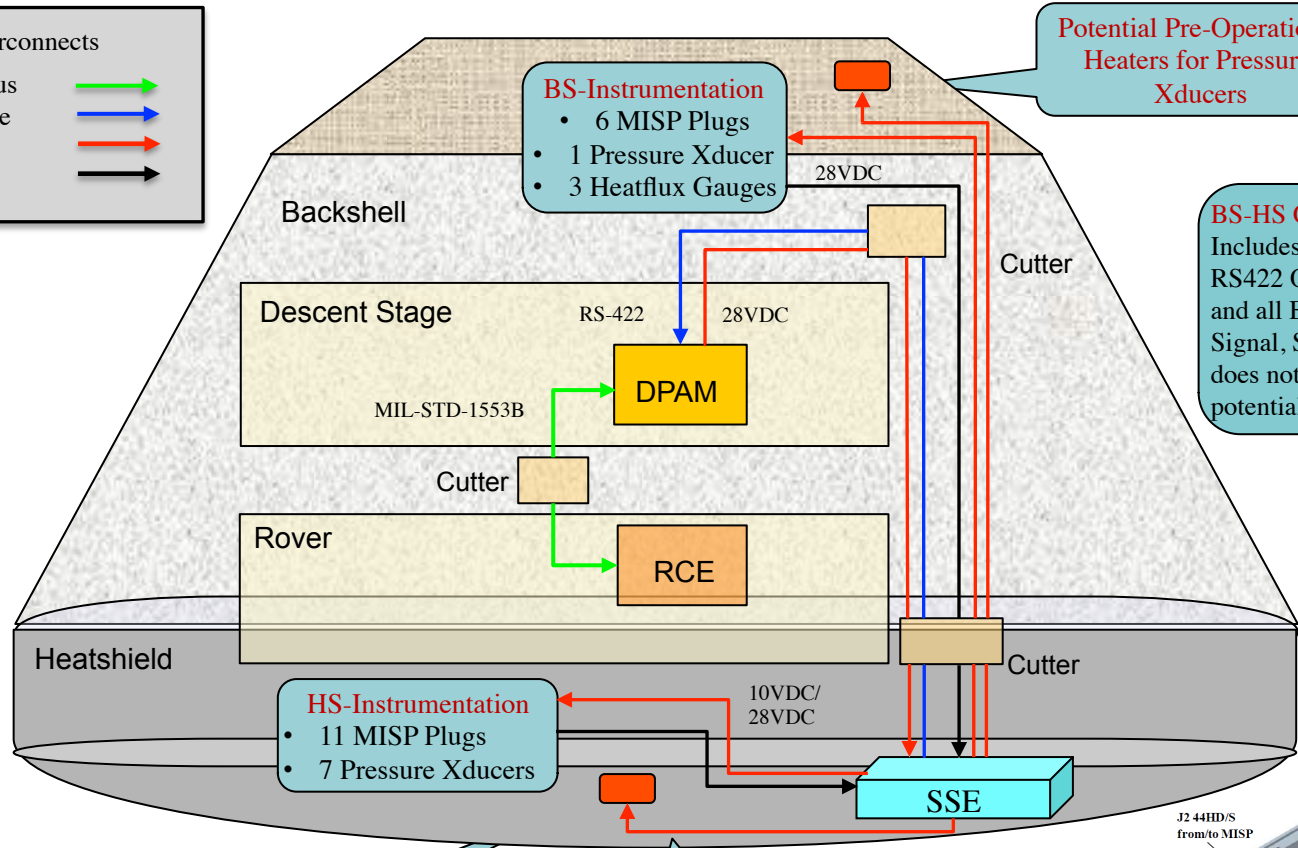 rconnects
us
e
Potential Pre-Operatio
Heaters for Pressur
Xducers
BS-Instrumentation
• 6 MISP Plugs
• 1 Pressure Xducer
• 3 Heatflux Gauges
28VDC
Backshell
Cutter
BS-HS C
Includes
RS422 C
and all E
Signal, S
does not
potential
Descent Stage
RS-422
28VDC
DPAM
MIL-STD-1553B
Cutter
Rover
RCE
Heatshield
Cutter
HS-Instrumentation
• 11 MISP Plugs
• 7 Pressure Xducers
10VDC/
28VDC
SSE
J2 44HD/S
from/to MISP